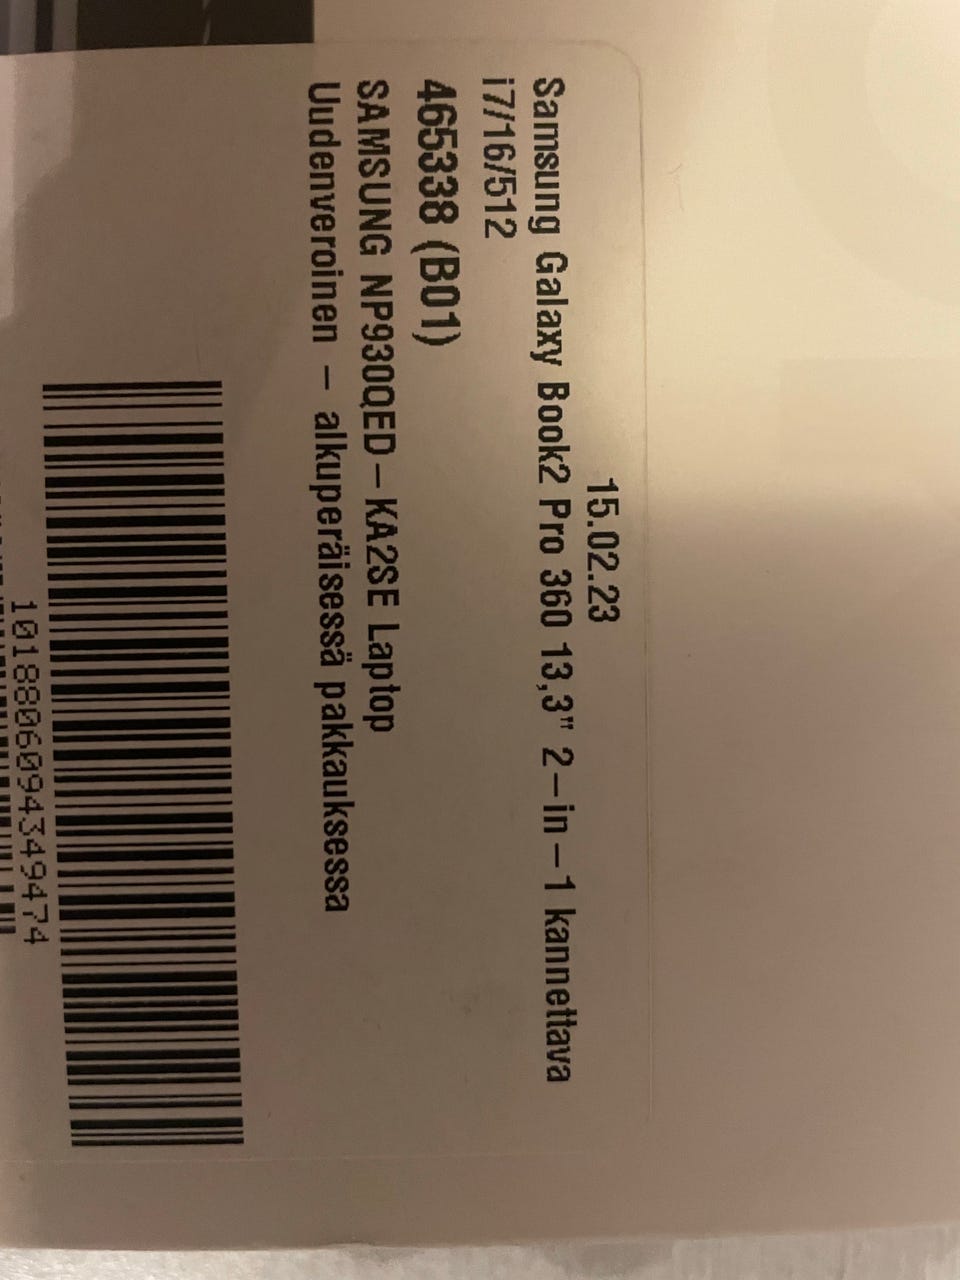 15.02.23
Samsung Galaxy Book2 Pro 360 13,3" 2-in-1 kannettava
i7/16/512
465338 (B01)
SAMSUNG NP930QED-KA2SE Laptop
Uudenveroinen - alkuperäisessä pakkauksessa
1018806094349474